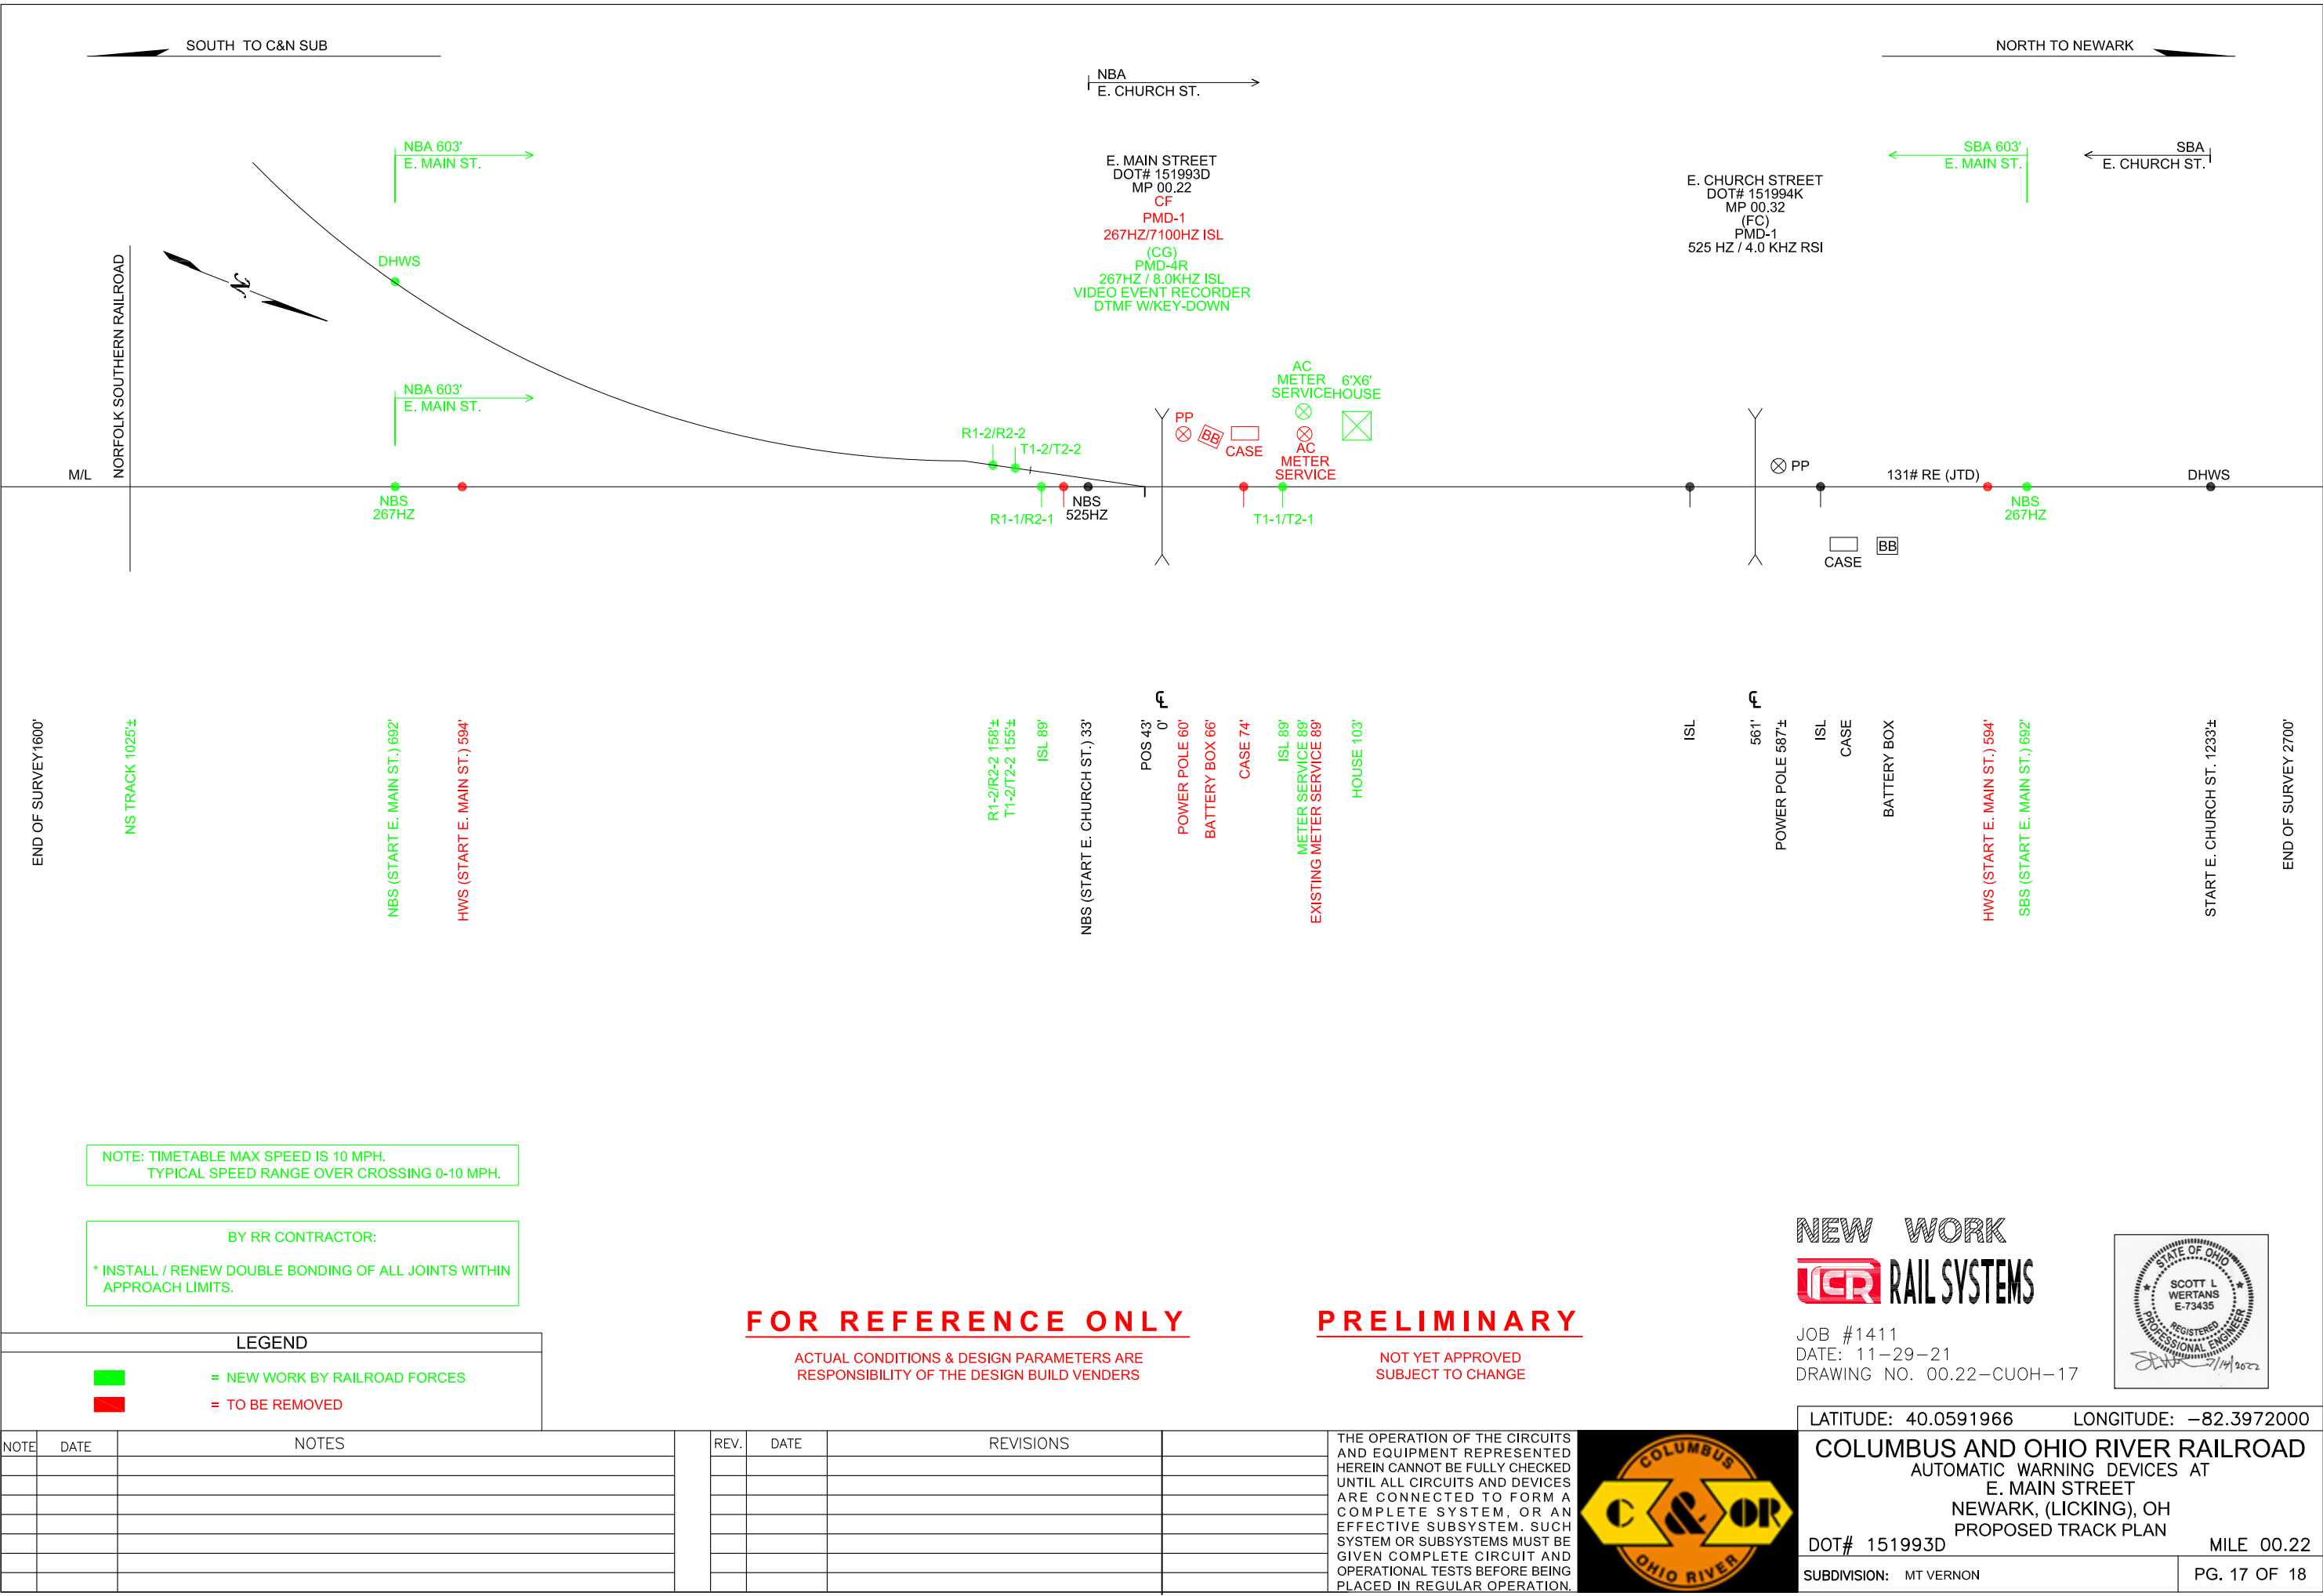 SOUTH TO C&N SUB
NORTH TO NEWARK
NBA
E. CHURCH ST.
NBA 603'
E. MAIN ST.
SBA 603'
E. MAIN ST.
SBA
E. CHURCH ST.
E. MAIN STREET
DOT# 151993D
MP 00.22
CF
PMD-1
267HZ/7100HZ ISL
(CG)
PMD-4R
267HZ / 8.0KHZ ISL
VIDEO EVENT RECORDER
DTMF W/KEY-DOWN
E. CHURCH STREET
DOT# 151994K
MP 00.32
(FC)
PMD-1
525 HZ / 4.0 KHZ RSI
NORFOLK SOUTHERN RAILROAD
N
DHWS
NBA 603'
E. MAIN ST.
AC
METER
SERVICE
6'X6'
HOUSE
R1-2/R2-2
T1-2/T2-2
PP
BB
CASE
AC
METER
SERVICE
M/L
NBS
267HZ
R1-1/R2-1
NBS
525HZ
T1-1/T2-1
PP
131# RE (JTD)
DHWS
NBS
267HZ
CASE
BB
END OF SURVEY1600'
NS TRACK 1025'±
NBS (START E. MAIN ST.) 692'
HWS (START E. MAIN ST.) 594'
R1-2/R2-2 158'±
T1-2/T2-2 155'±
ISL 89'
NBS (START E. CHURCH ST.) 33'
POS 43'
℄
0'
POWER POLE 60'
BATTERY BOX 66'
CASE 74'
ISL 89'
METER SERVICE 89'
EXISTING METER SERVICE 89'
HOUSE 103'
ISL
℄
561'
POWER POLE 587'±
ISL
CASE
BATTERY BOX
HWS (START E. MAIN ST.) 594'
SBS (START E. MAIN ST.) 692'
START E. CHURCH ST. 1233'±
END OF SURVEY 2700'
NOTE: TIMETABLE MAX SPEED IS 10 MPH.
TYPICAL SPEED RANGE OVER CROSSING 0-10 MPH.
BY RR CONTRACTOR:
* INSTALL / RENEW DOUBLE BONDING OF ALL JOINTS WITHIN
APPROACH LIMITS.
LEGEND
= NEW WORK BY RAILROAD FORCES
= TO BE REMOVED
FOR REFERENCE ONLY
ACTUAL CONDITIONS & DESIGN PARAMETERS ARE
RESPONSIBILITY OF THE DESIGN BUILD VENDERS
PRELIMINARY
NOT YET APPROVED
SUBJECT TO CHANGE
NEW WORK
TCR RAIL SYSTEMS
JOB #1411
DATE: 11-29-21
DRAWING NO. 00.22-CUOH-17
STATE OF OHIO
SCOTT L
WERTANS
E-73435
REGISTERED
PROFESSIONAL ENGINEER
7/14/2022
NOTE DATE NOTES
REV. DATE REVISIONS
THE OPERATION OF THE CIRCUITS
AND EQUIPMENT REPRESENTED
HEREIN CANNOT BE FULLY CHECKED
UNTIL ALL CIRCUITS AND DEVICES
ARE CONNECTED TO FORM A
COMPLETE SYSTEM, OR AN
EFFECTIVE SUBSYSTEM. SUCH
SYSTEM OR SUBSYSTEMS MUST BE
GIVEN COMPLETE CIRCUIT AND
OPERATIONAL TESTS BEFORE BEING
PLACED IN REGULAR OPERATION.
COLUMBUS
C & OR
OHIO RIVER
LATITUDE: 40.0591966 LONGITUDE: -82.3972000
COLUMBUS AND OHIO RIVER RAILROAD
AUTOMATIC WARNING DEVICES AT
E. MAIN STREET
NEWARK, (LICKING), OH
PROPOSED TRACK PLAN
DOT# 151993D MILE 00.22
SUBDIVISION: MT VERNON PG. 17 OF 18